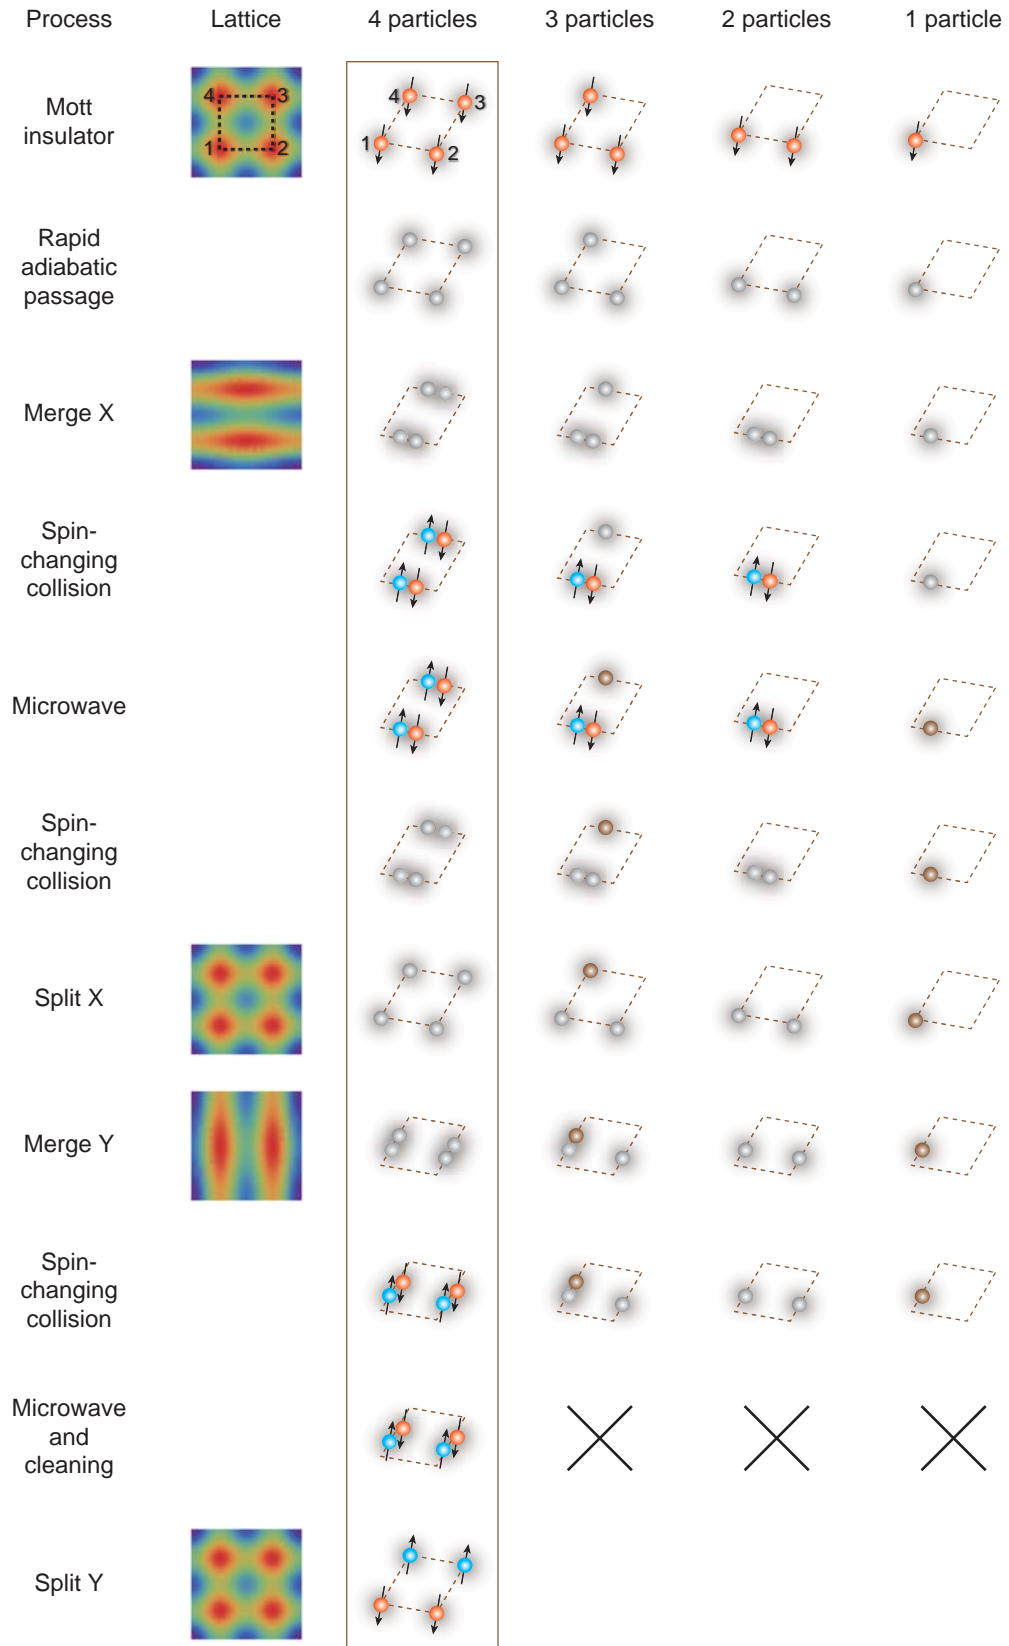 Process Lattice 4 particles 3 particles 2 particles 1 particle
Mott
insulator
4 3
1 2
4 3
1 2
Rapid
adiabatic
passage
Merge X
Spin-
changing
collision
Microwave
Spin-
changing
collision
Split X
Merge Y
Spin-
changing
collision
Microwave
and
cleaning
Split Y